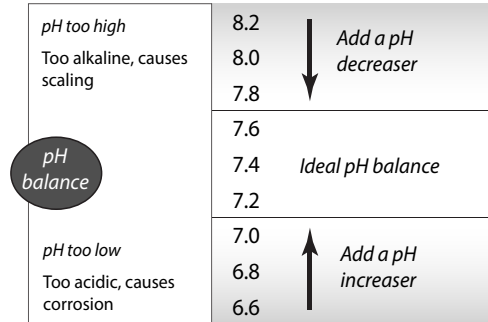 pH too high
Too alkaline, causes
scaling
8.2
8.0
7.8
Add a pH
decreaser
pH
balance
7.6
7.4
7.2
Ideal pH balance
pH too low
Too acidic, causes
corrosion
7.0
6.8
6.6
Add a pH
increaser